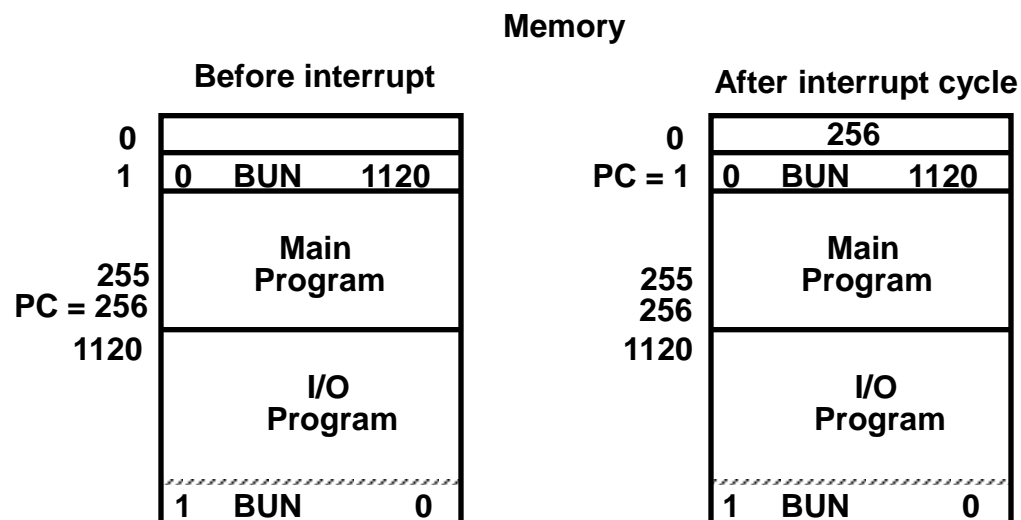 Memory
Before interrupt
0
1
0 BUN 1120
Main
Program
255
PC = 256
1120
I/O
Program
1 BUN 0
After interrupt cycle
0
256
PC = 1
0 BUN 1120
Main
Program
255
256
1120
I/O
Program
1 BUN 0